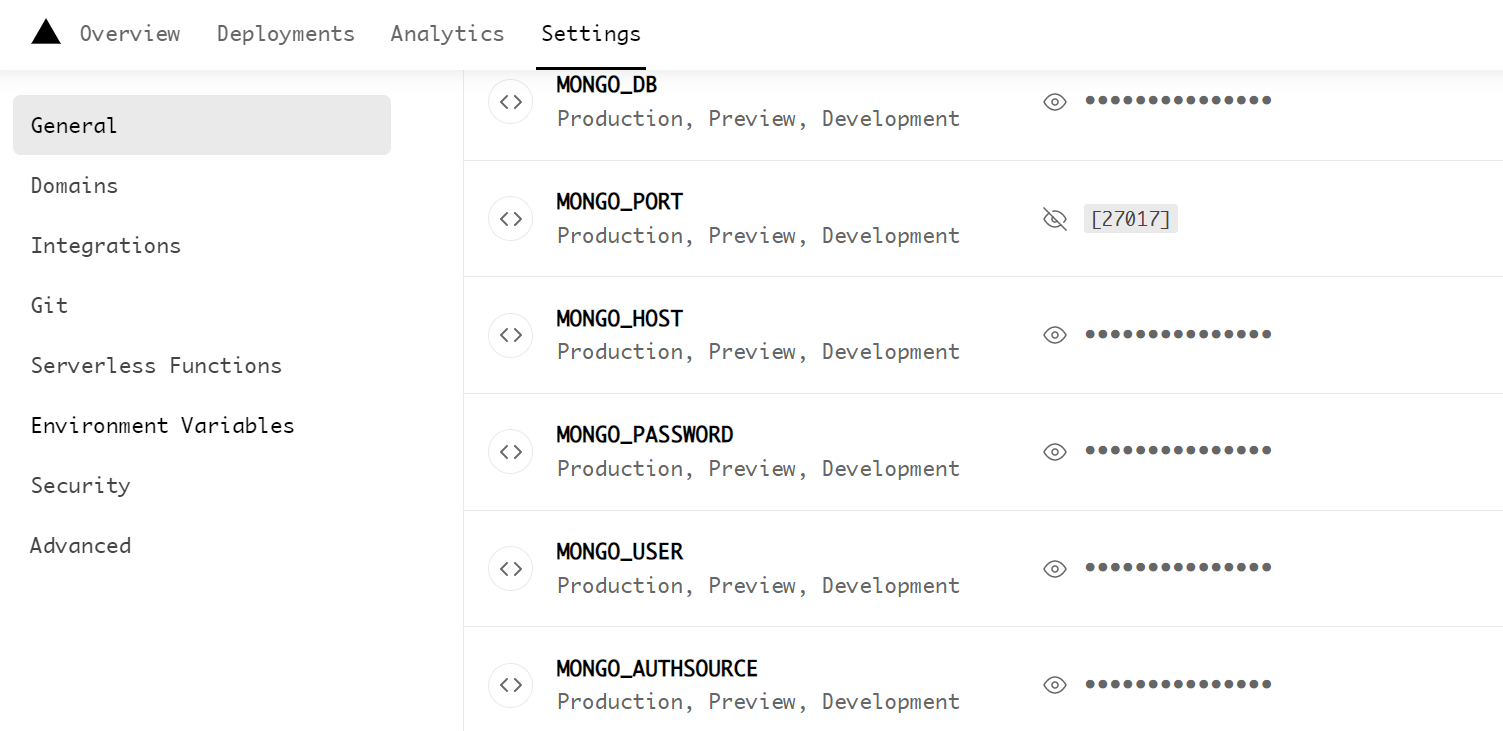 Overview Deployments Analytics Settings
General
Domains
Integrations
Git
Serverless Functions
Environment Variables
Security
Advanced
MONGO_DB
Production, Preview, Development
MONGO_PORT
Production, Preview, Development
[27017]
MONGO_HOST
Production, Preview, Development
MONGO_PASSWORD
Production, Preview, Development
MONGO_USER
Production, Preview, Development
MONGO_AUTHSOURCE
Production, Preview, Development